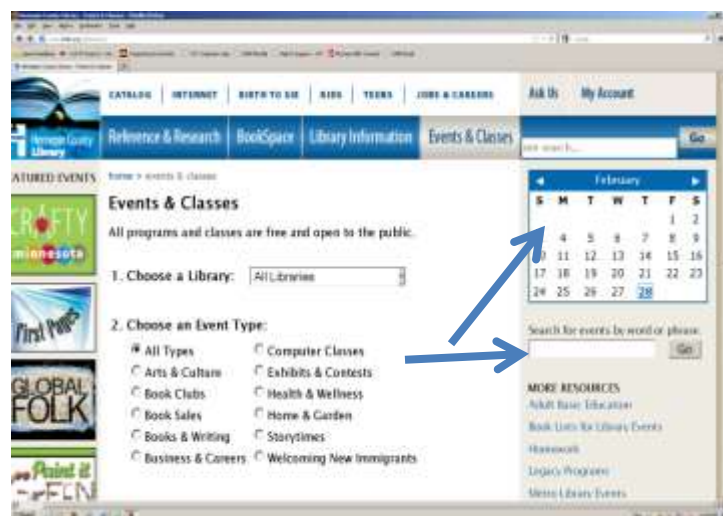 CATALOG | INTERNET | BIRTH TO SIX | KIDS | TEENS | JOBS & CAREERS
Ask Us My Account
Hennepin County
Library
Reference & Research BookSpace Library Information Events & Classes
Go
FEATURED EVENTS
home > events & classes
Events & Classes
All programs and classes are free and open to the public.
1. Choose a Library: All Libraries
2. Choose an Event Type:
All Types
Arts & Culture
Book Clubs
Book Sales
Books & Writing
Business & Careers
Computer Classes
Exhibits & Contests
Health & Wellness
Home & Garden
Storytimes
Welcoming New Immigrants
CRAFTY
minnesota
First Pages
GLOBAL
FOLK
Paint it
February
S M T W T F S
1 2
4 5 6 7 8 9
10 11 12 13 14 15 16
17 18 19 20 21 22 23
24 25 26 27 28
Search for events by word or phrase.
Go
MORE RESOURCES
Adult Basic Education
Book Lists for Library Events
Homework
Legacy Programs
Metro Library Events